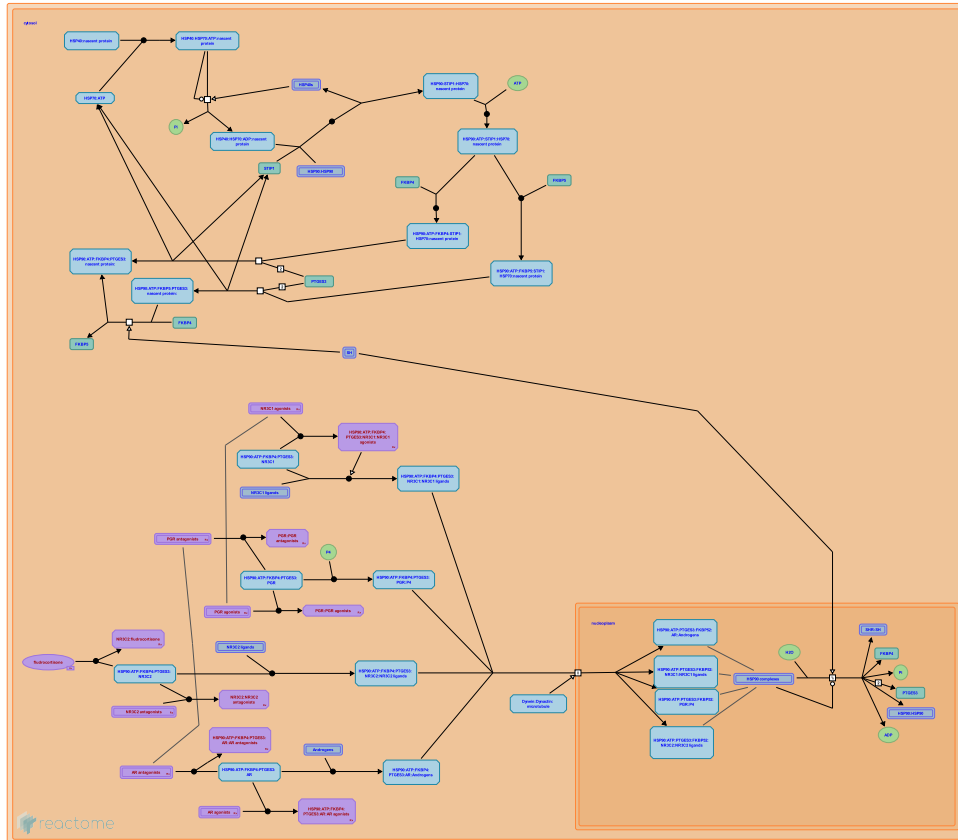 cytosol
HSP40:nascent protein
HSP40:HSP70:ATP:nascent
protein
HSP70:ATP
HSP40s
HSP90:STIP1:HSP70:
nascent protein
ATP
Pi
HSP40:HSP70:ADP:nascent
protein
STIP1
HSP90:HSP90
HSP90:ATP:STIP1:HSP70:
nascent protein
FKBP4
FKBP5
HSP90:ATP:FKBP4:STIP1:
HSP70:nascent protein
HSP90:ATP:FKBP5:STIP1:
HSP70:nascent protein
HSP90:ATP:FKBP4:PTGES3:
nascent protein
HSP90:ATP:FKBP5:PTGES3:
nascent protein
PTGES3
2
2
FKBP4
FKBP5
SH
NR3C1 agonists
HSP90:ATP:FKBP4:
PTGES3:NR3C1:NR3C1
agonists
HSP90:ATP:FKBP4:PTGES3:
NR3C1
NR3C1 ligands
HSP90:ATP:FKBP4:PTGES3:
NR3C1:NR3C1 ligands
PGR antagonists
PGR:PGR
antagonists
P4
HSP90:ATP:FKBP4:PTGES3:
PGR
HSP90:ATP:FKBP4:PTGES3:
PGR:P4
PGR agonists
PGR:PGR agonists
NR3C2:fludrocortisone
fludrocortisone
HSP90:ATP:FKBP4:PTGES3:
NR3C2
NR3C2 ligands
HSP90:ATP:FKBP4:PTGES3:
NR3C2:NR3C2 ligands
NR3C2 antagonists
NR3C2:NR3C2
antagonists
HSP90:ATP:FKBP4:PTGES3:
AR:AR antagonists
AR antagonists
HSP90:ATP:FKBP4:PTGES3:
AR
Androgens
HSP90:ATP:FKBP4:
PTGES3:AR:Androgens
AR agonists
HSP90:ATP:FKBP4:
PTGES3:AR:AR agonists
Dynein:Dynactin:
microtubule
nucleoplasm
HSP90:ATP:PTGES3:FKBP52:
AR:Androgens
HSP90:ATP:PTGES3:FKBP52:
NR3C1:NR3C1 ligands
HSP90:ATP:PTGES3:FKBP52:
PGR:P4
HSP90:ATP:PTGES3:FKBP52:
NR3C2:NR3C2 ligands
HSP90 complexes
H2O
SHR:SH
FKBP4
Pi
2
PTGES3
HSP90:HSP90
ADP
reactome